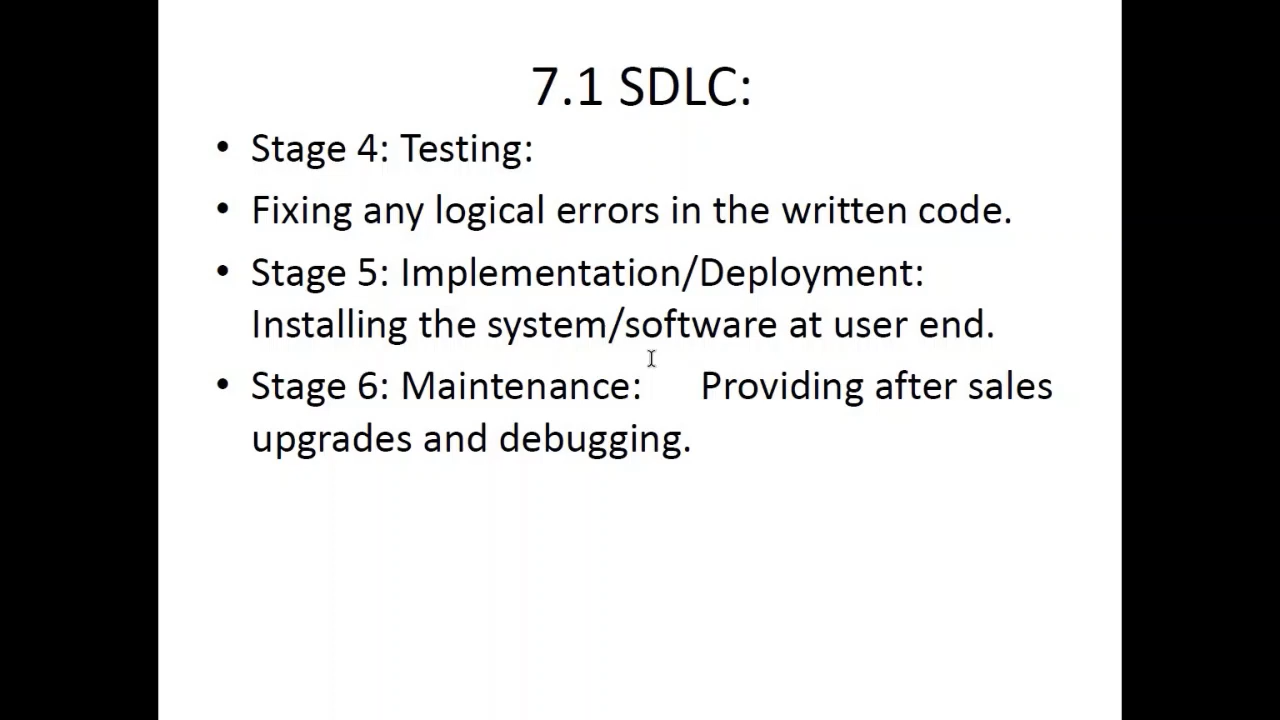 7.1 SDLC:
• Stage 4: Testing:
• Fixing any logical errors in the written code.
• Stage 5: Implementation/Deployment:
Installing the system/software at user end.
• Stage 6: Maintenance: Providing after sales
upgrades and debugging.